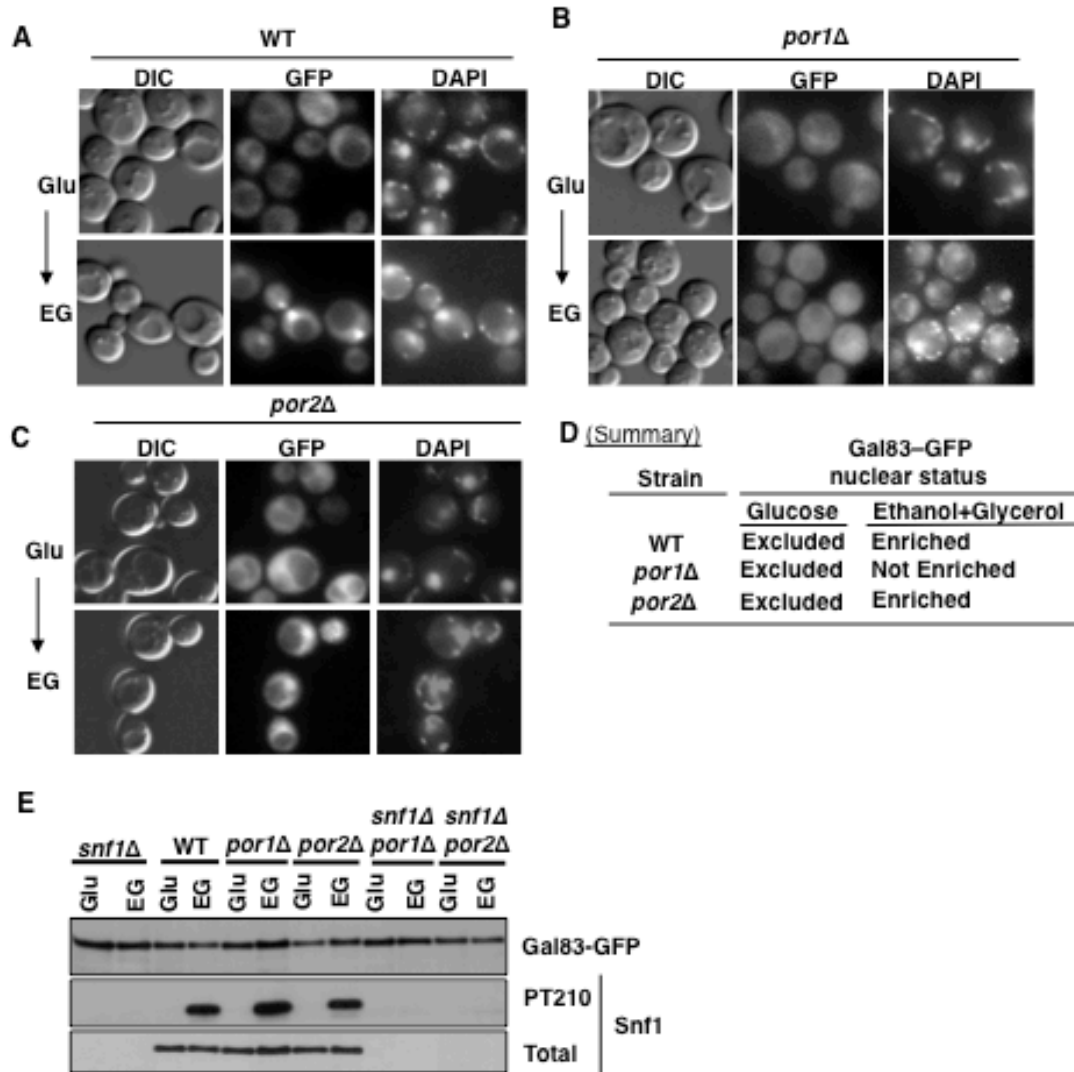 A
WT
DIC GFP DAPI
Glu
EG
B
por1Δ
DIC GFP DAPI
Glu
EG
C
por2Δ
DIC GFP DAPI
Glu
EG
D (Summary)
Gal83–GFP
nuclear status
Strain
Glucose Ethanol+Glycerol
WT Excluded Enriched
por1Δ Excluded Not Enriched
por2Δ Excluded Enriched
E
snf1Δ WT por1Δ por2Δ snf1Δ por1Δ snf1Δ por2Δ
Glu EG Glu EG Glu EG Glu EG Glu EG Glu EG
Gal83-GFP
PT210
Total
Snf1